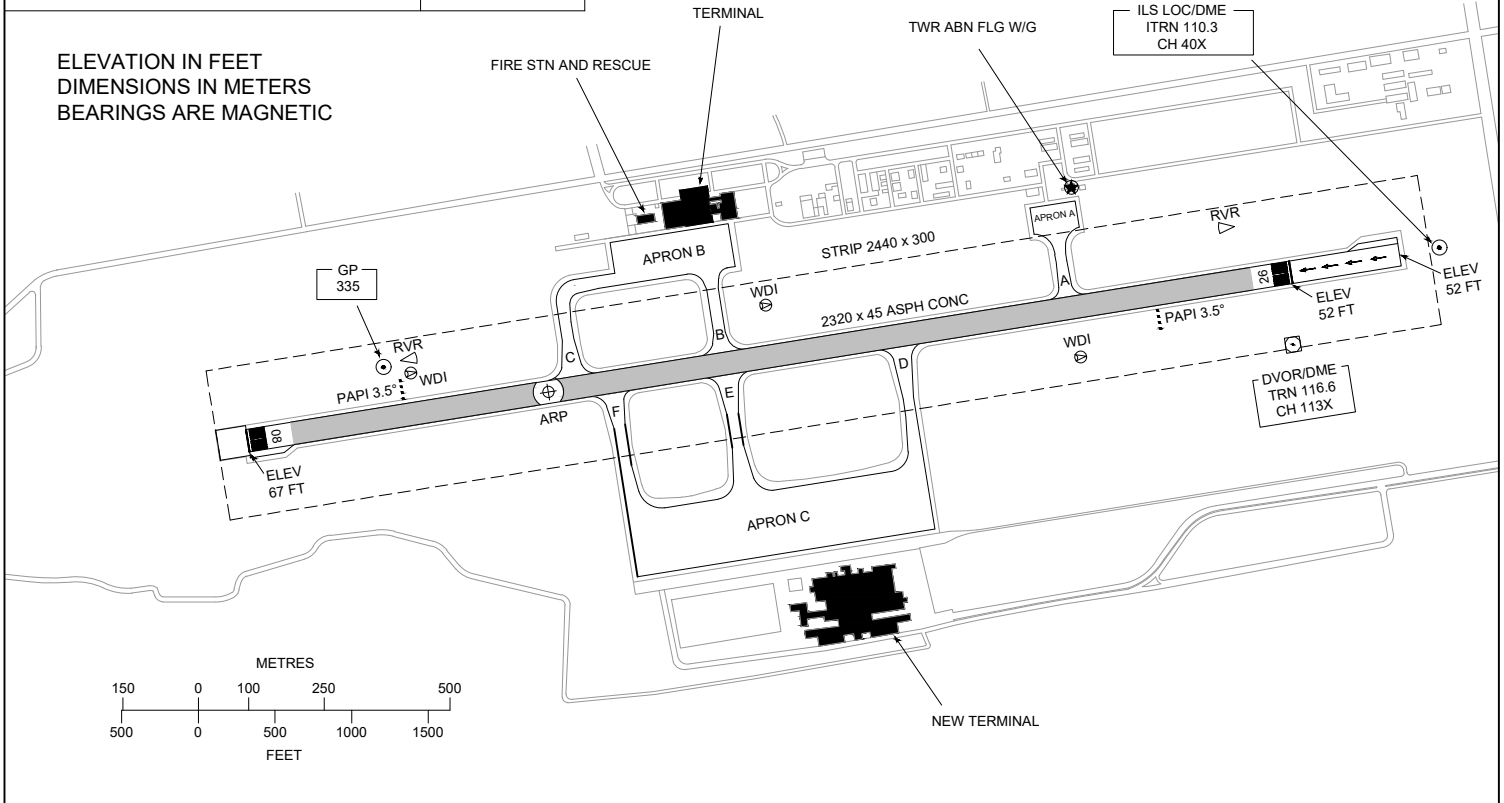 TERMINAL
TWR ABN FLG W/G
ILS LOC/DME
ITRN 110.3
CH 40X
ELEVATION IN FEET
DIMENSIONS IN METERS
BEARINGS ARE MAGNETIC
FIRE STN AND RESCUE
APRON A
RVR
APRON B
STRIP 2440 x 300
GP
335
WDI
A
26
ELEV
52 FT
ELEV
52 FT
2320 x 45 ASPH CONC
PAPI 3.5°
B
RVR
C
WDI
D
WDI
PAPI 3.5°
E
DVOR/DME
TRN 116.6
CH 113X
F
ARP
08
ELEV
67 FT
APRON C
METRES
150 0 100 250 500
500 0 500 1000 1500
FEET
NEW TERMINAL